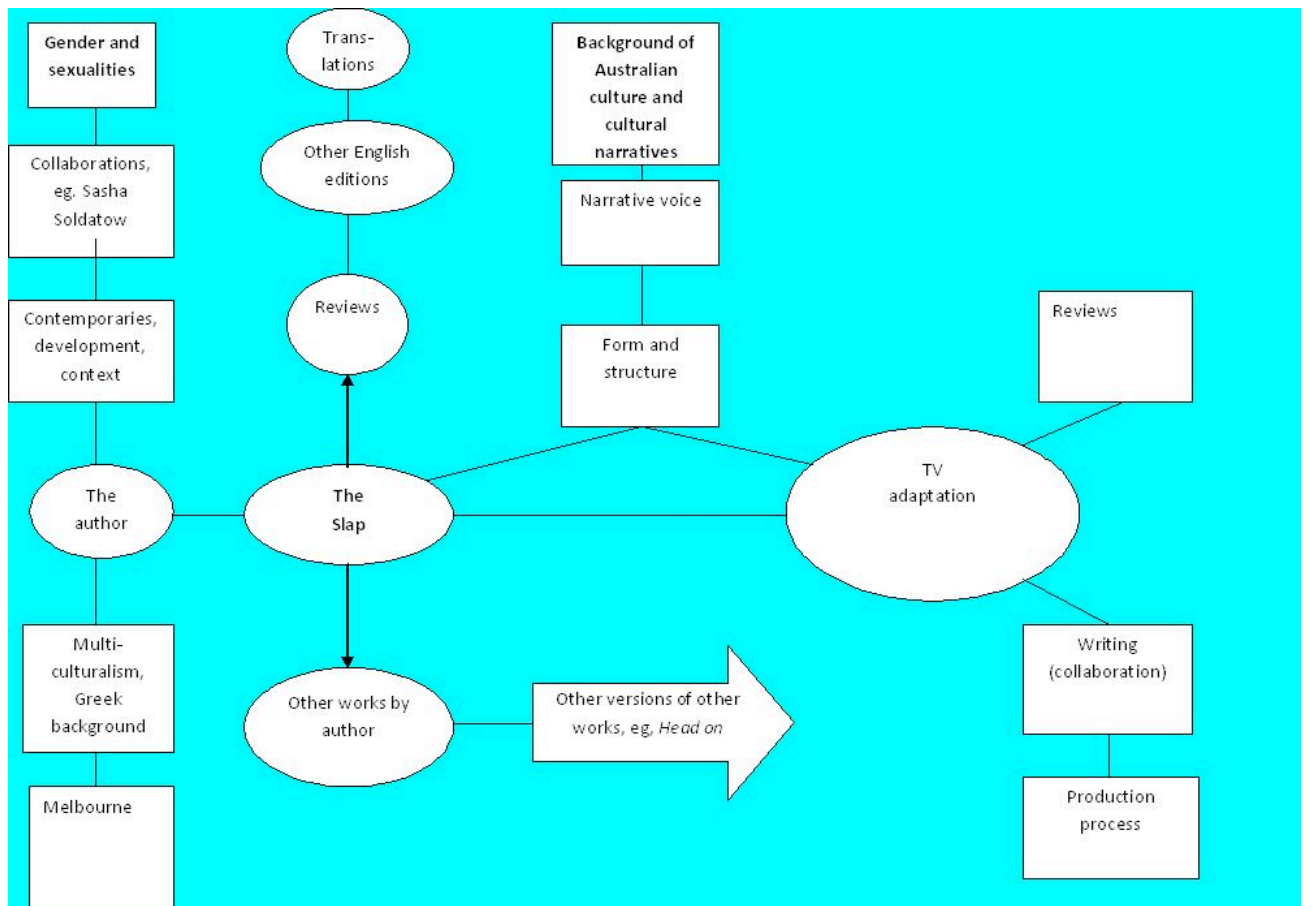 Gender and
sexualities
Trans-
lations
Background of
Australian
culture and
cultural
narratives
Collaborations,
eg. Sasha
Soldatow
Other English
editions
Narrative voice
Contemporaries,
development,
context
Reviews
Form and
structure
Reviews
The
author
The
Slap
TV
adaptation
Multi-
culturalism,
Greek
background
Other works by
author
Other versions of other
works, eg, Head on
Writing
(collaboration)
Melbourne
Production
process